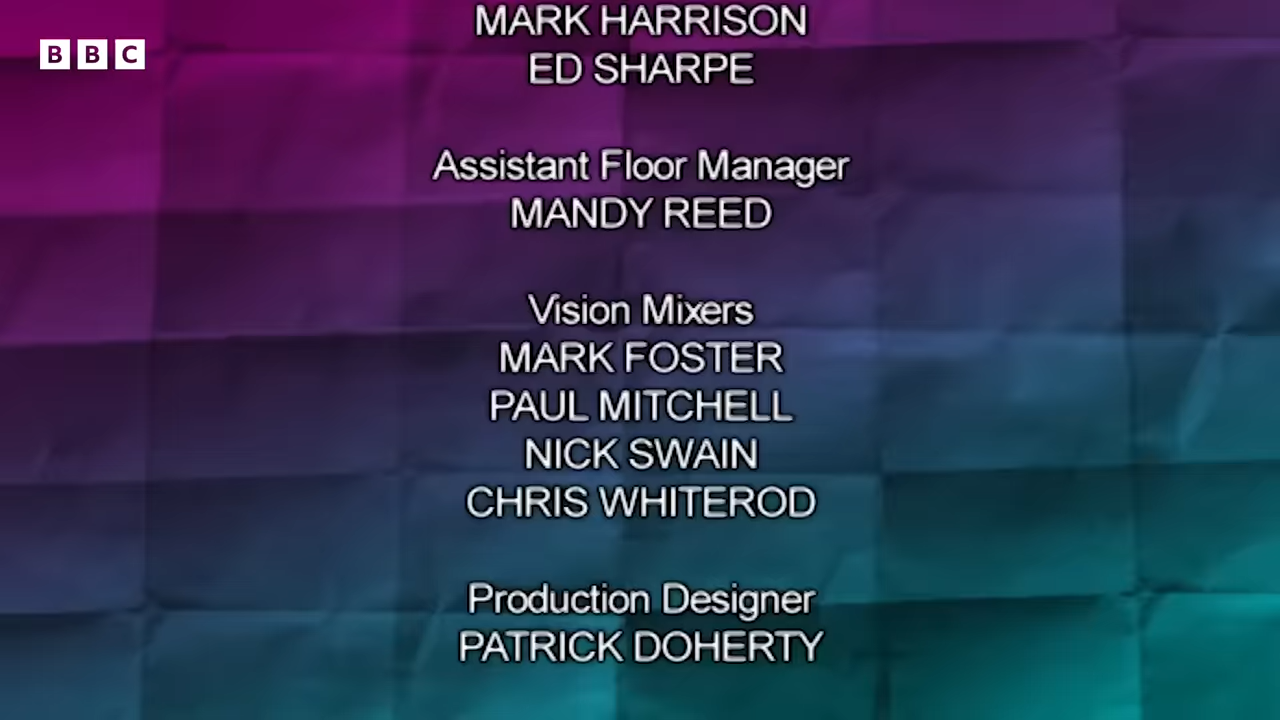 BBC
MARK HARRISON
ED SHARPE
Assistant Floor Manager
MANDY REED
Vision Mixers
MARK FOSTER
PAUL MITCHELL
NICK SWAIN
CHRIS WHITEROD
Production Designer
PATRICK DOHERTY